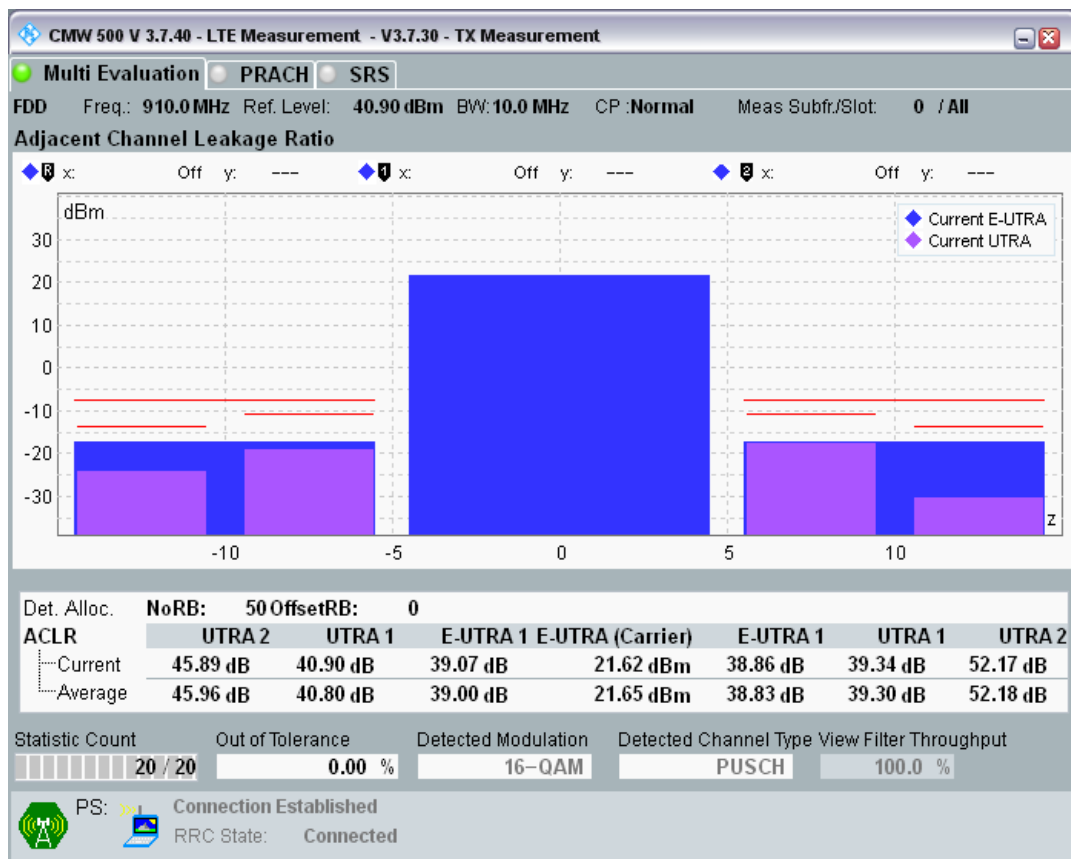 CMW 500 V 3.7.40 - LTE Measurement - V3.7.30 - TX Measurement
Multi Evaluation PRACH SRS
FDD Freq.: 910.0 MHz Ref. Level: 40.90 dBm BW: 10.0 MHz CP :Normal Meas Subfr./Slot: 0 / All
Adjacent Channel Leakage Ratio
R x: Off y: --- 1 x: Off y: --- 2 x: Off y: ---
dBm
Current E-UTRA
Current UTRA
30
20
10
0
-10
-20
-30
z
-10 -5 0 5 10
Det. Alloc. NoRB: 50 OffsetRB: 0
ACLR UTRA 2 UTRA 1 E-UTRA 1 E-UTRA (Carrier) E-UTRA 1 UTRA 1 UTRA 2
Current 45.89 dB 40.90 dB 39.07 dB 21.62 dBm 38.86 dB 39.34 dB 52.17 dB
Average 45.96 dB 40.80 dB 39.00 dB 21.65 dBm 38.83 dB 39.30 dB 52.18 dB
Statistic Count Out of Tolerance Detected Modulation Detected Channel Type View Filter Throughput
20 / 20 0.00 % 16-QAM PUSCH 100.0 %
PS: Connection Established
RRC State: Connected